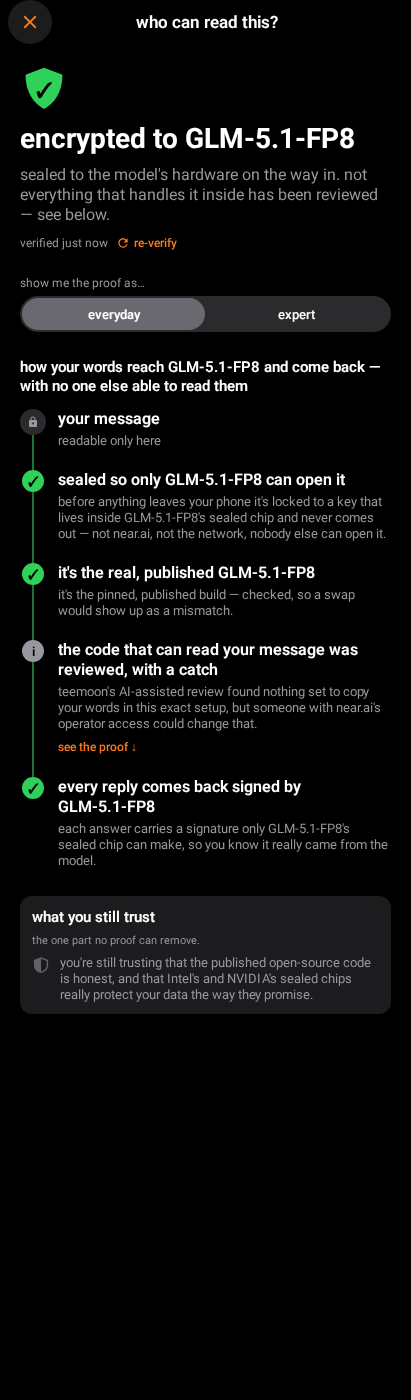 who can read this?
encrypted to GLM-5.1-FP8
sealed to the model's hardware on the way in. not
everything that handles it inside has been reviewed
— see below.
verified just now re-verify
show me the proof as…
everyday expert
how your words reach GLM-5.1-FP8 and come back —
with no one else able to read them
your message
readable only here
sealed so only GLM-5.1-FP8 can open it
before anything leaves your phone it's locked to a key that
lives inside GLM-5.1-FP8's sealed chip and never comes
out — not near.ai, not the network, nobody else can open it.
it's the real, published GLM-5.1-FP8
it's the pinned, published build — checked, so a swap
would show up as a mismatch.
the code that can read your message was
reviewed, with a catch
teemoon's AI-assisted review found nothing set to copy
your words in this exact setup, but someone with near.ai's
operator access could change that.
see the proof ↓
every reply comes back signed by
GLM-5.1-FP8
each answer carries a signature only GLM-5.1-FP8's
sealed chip can make, so you know it really came from the
model.
what you still trust
the one part no proof can remove.
you're still trusting that the published open-source code
is honest, and that Intel's and NVIDIA's sealed chips
really protect your data the way they promise.